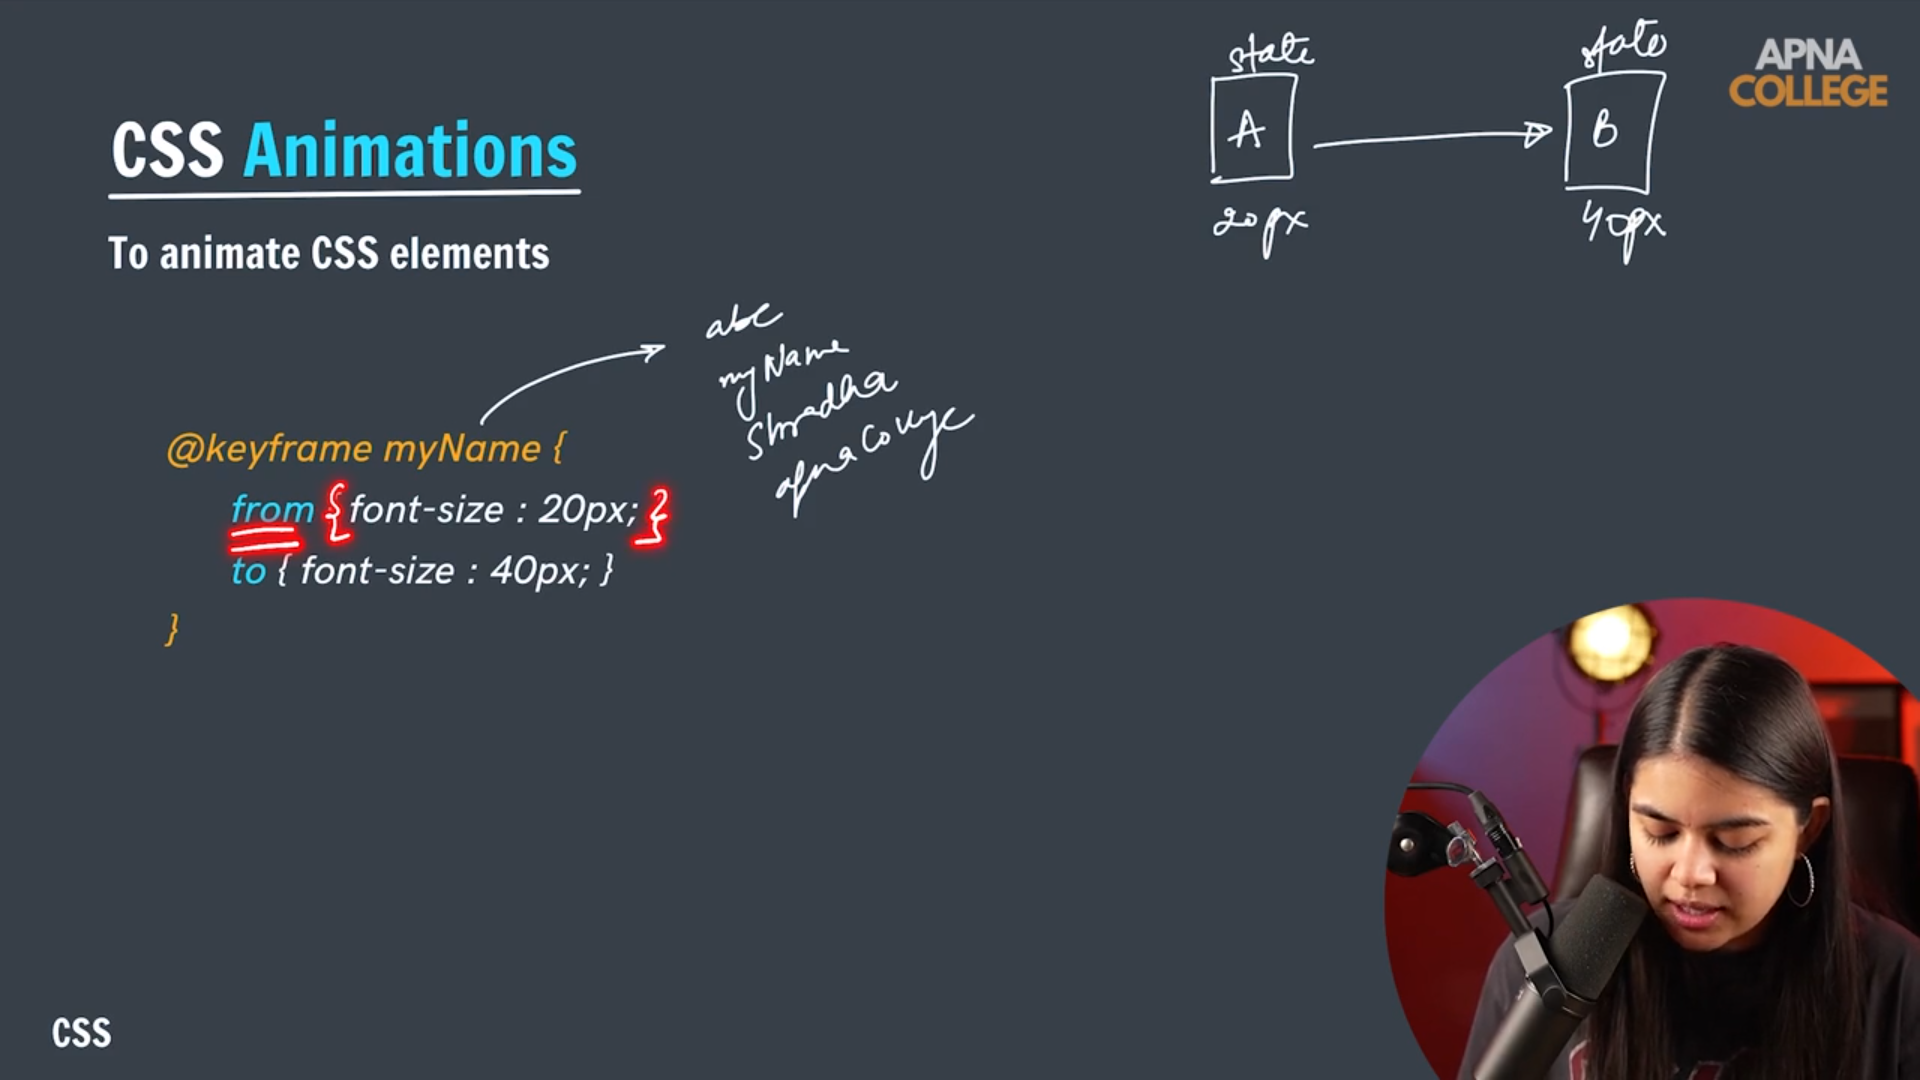 APNA
COLLEGE
state
state
A
B
20px
40px
CSS Animations
To animate CSS elements
abc
myName
Shradha
apnaCollege
@keyframe myName {
from { font-size : 20px; }
to { font-size : 40px; }
}
CSS